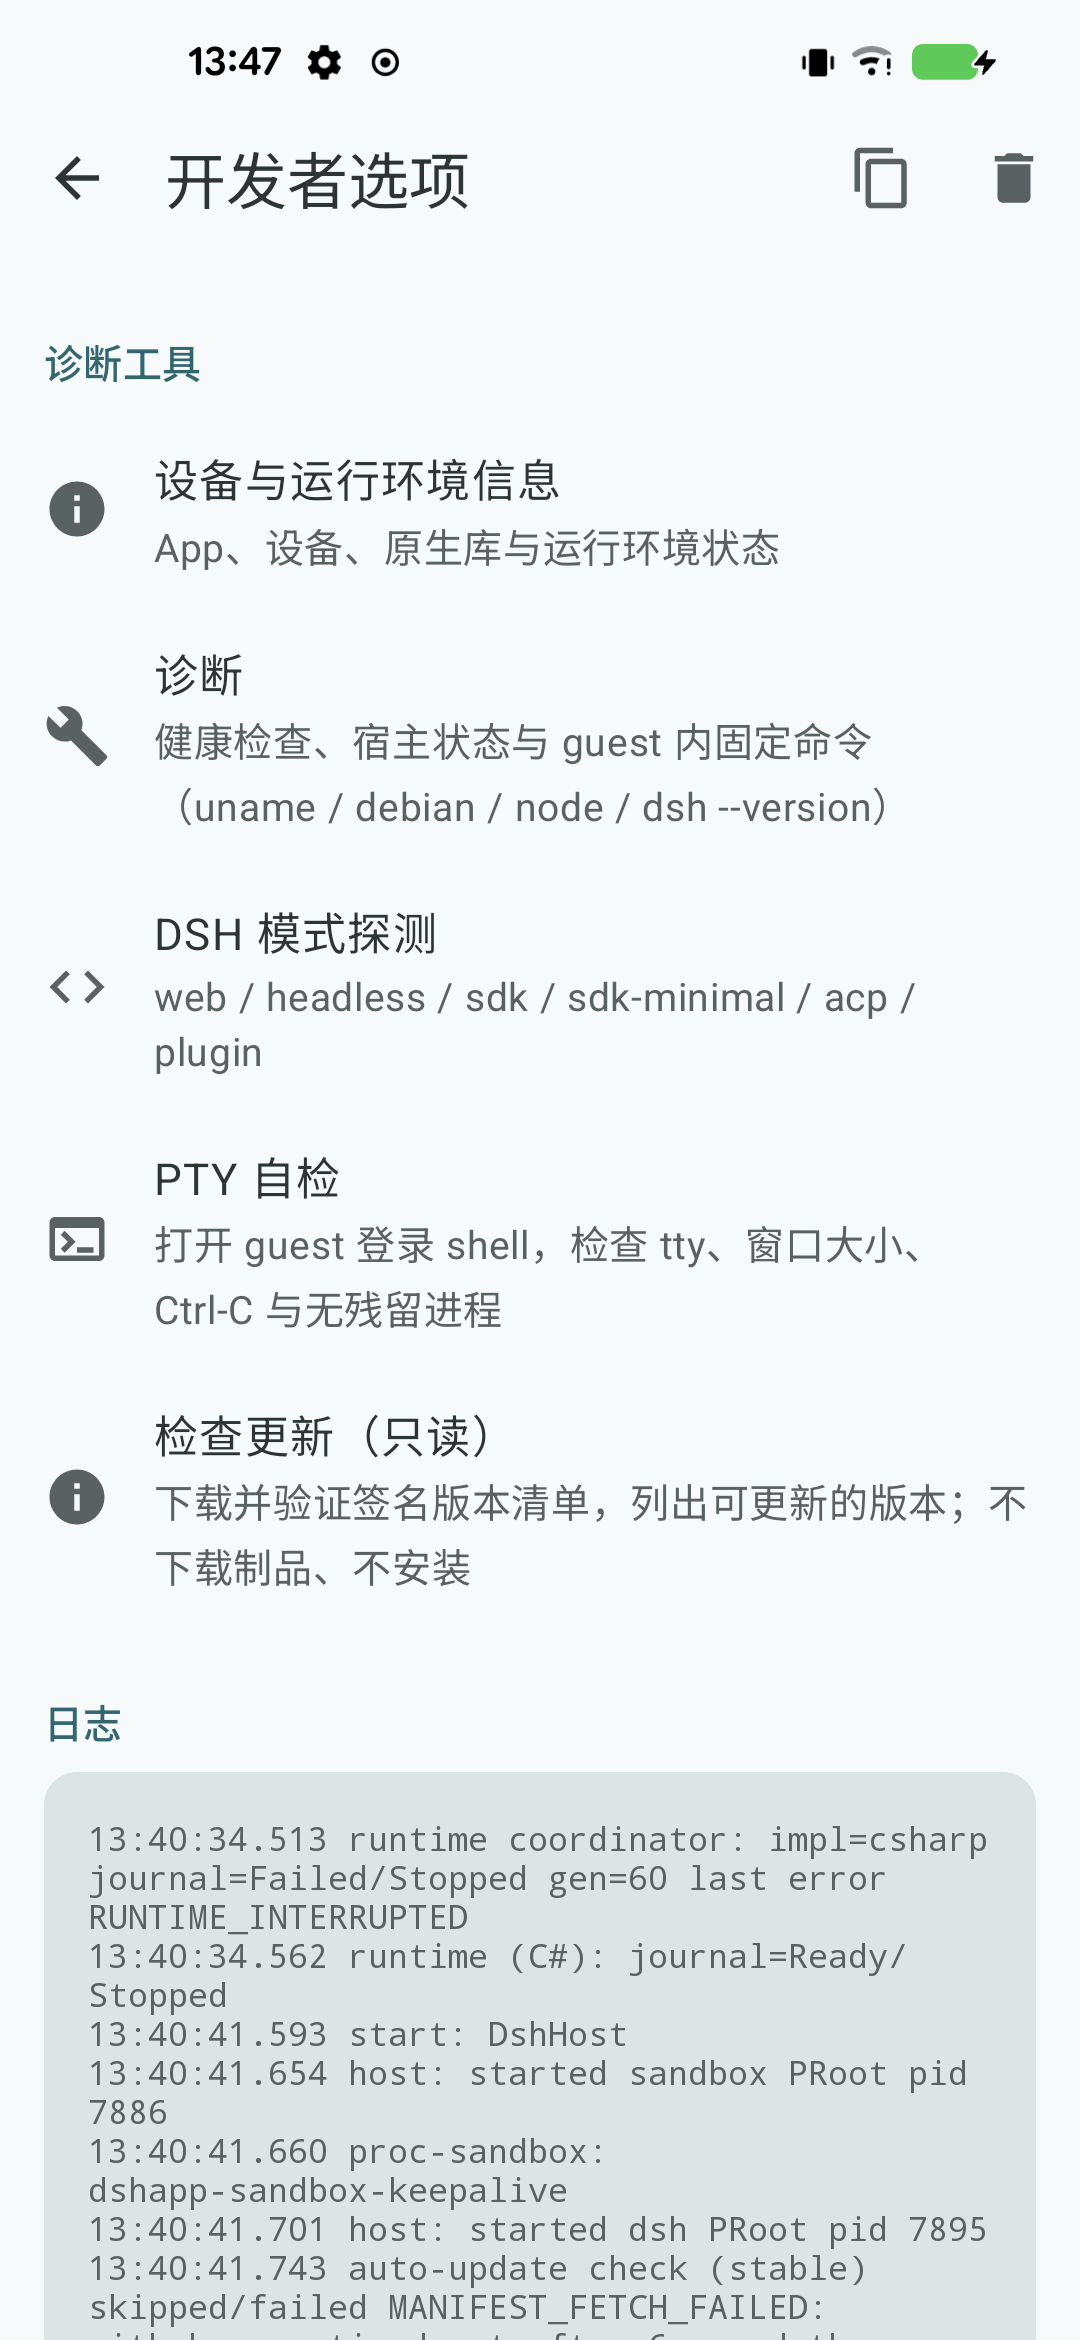 13:47
开发者选项
诊断工具
设备与运行环境信息
App、设备、原生库与运行环境状态
诊断
健康检查、宿主状态与 guest 内固定命令
（uname / debian / node / dsh --version）
DSH 模式探测
web / headless / sdk / sdk-minimal / acp /
plugin
PTY 自检
打开 guest 登录 shell，检查 tty、窗口大小、
Ctrl-C 与无残留进程
检查更新（只读）
下载并验证签名版本清单，列出可更新的版本；不
下载制品、不安装
日志
13:40:34.513 runtime coordinator: impl=csharp
journal=Failed/Stopped gen=60 last error
RUNTIME_INTERRUPTED
13:40:34.562 runtime (C#): journal=Ready/
Stopped
13:40:41.593 start: DshHost
13:40:41.654 host: started sandbox PRoot pid
7886
13:40:41.660 proc-sandbox:
dshapp-sandbox-keepalive
13:40:41.701 host: started dsh PRoot pid 7895
13:40:41.743 auto-update check (stable)
skipped/failed MANIFEST_FETCH_FAILED: